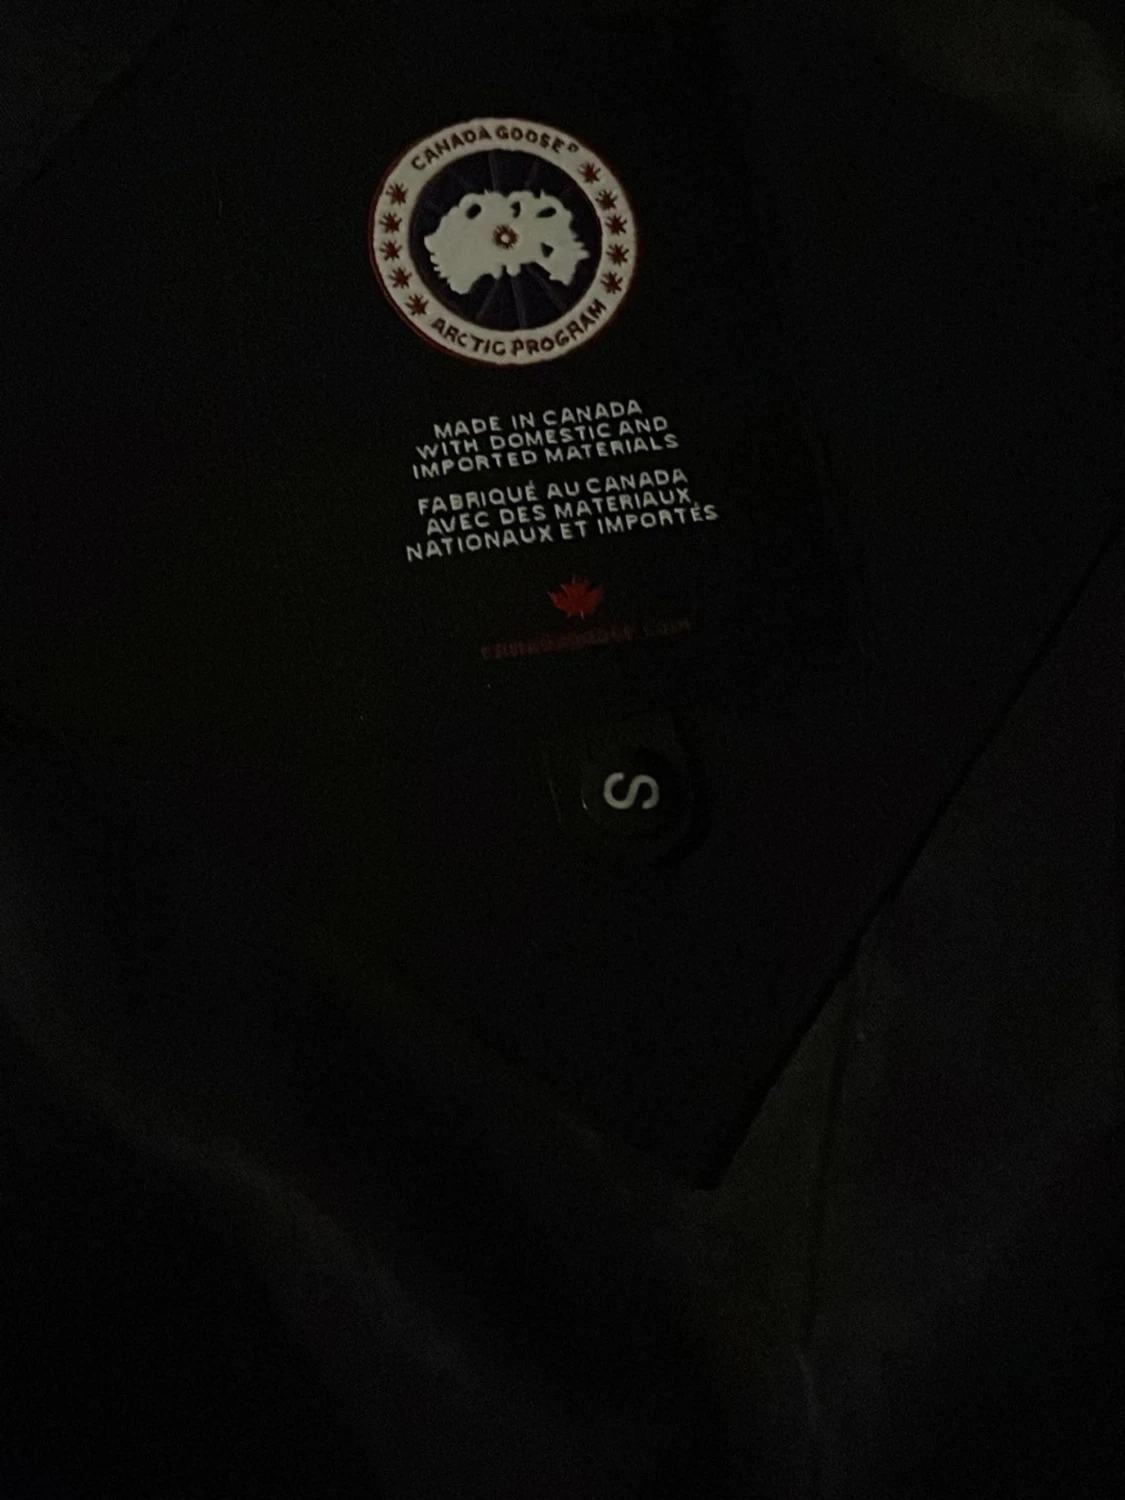 CANADA GOOSE®
ARCTIC PROGRAM
MADE IN CANADA
WITH DOMESTIC AND
IMPORTED MATERIALS
FABRIQUÉ AU CANADA
AVEC DES MATERIAUX
NATIONAUX ET IMPORTÉS
S